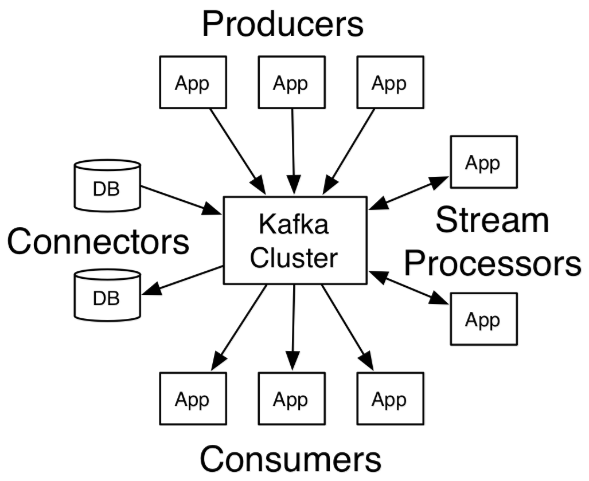 Producers
App
App
App
DB
App
Kafka
Cluster
Connectors
Stream
Processors
DB
App
App
App
App
Consumers